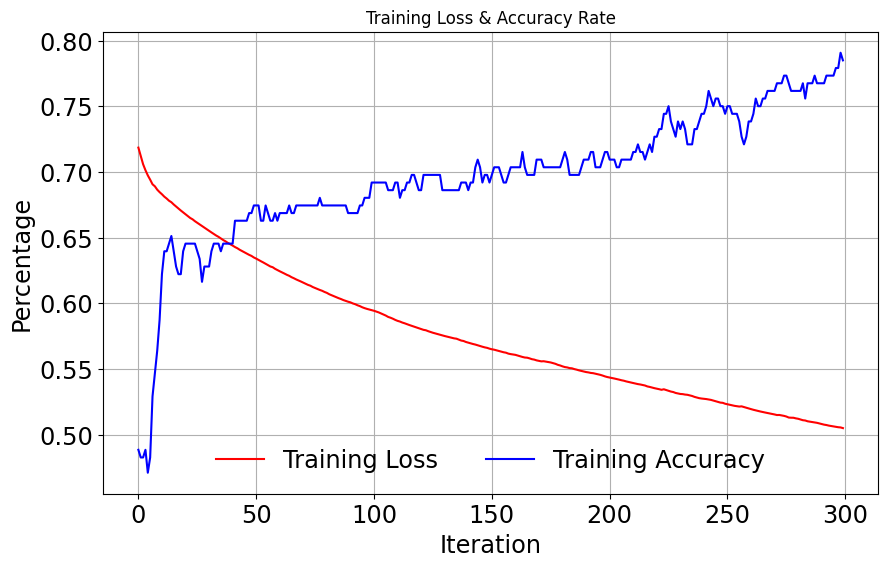 Training Loss & Accuracy Rate
0.80
0.75
0.70
0.65
0.60
0.55
0.50
Percentage
Training Loss Training Accuracy
0 50 100 150 200 250 300
Iteration